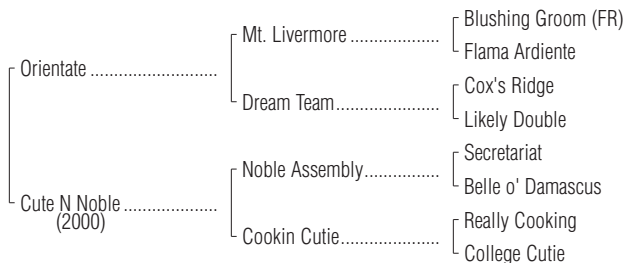 Blushing Groom (FR)
Mt. Livermore ....................
Flama Ardiente
Orientate ............................
Cox's Ridge
Dream Team.......................
Likely Double
Secretariat
Noble Assembly.................
Belle o' Damascus
Cute N Noble .....................
(2000)
Really Cooking
Cookin Cutie......................
College Cutie